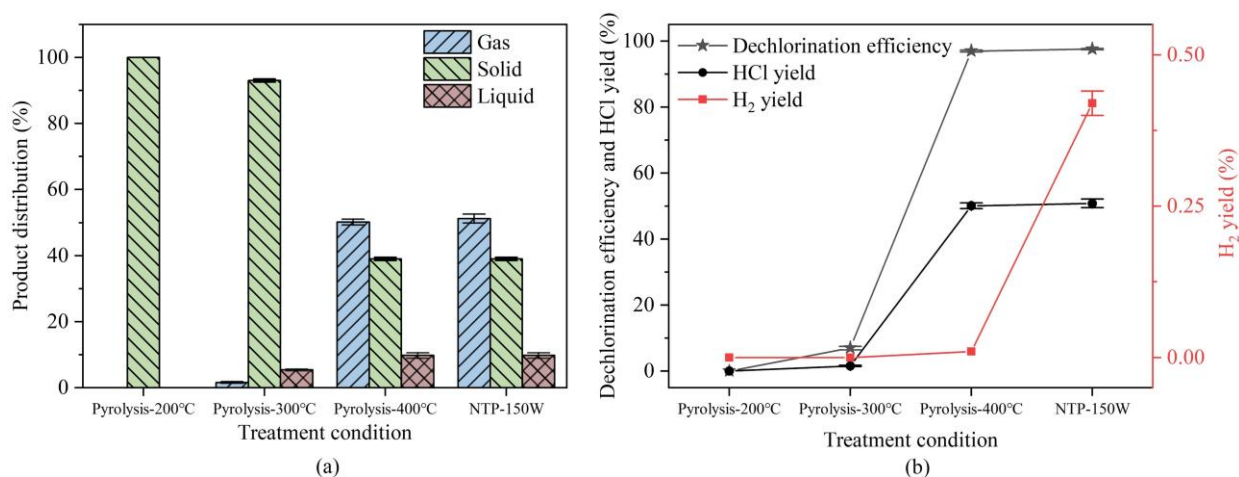 Product distribution (%)
100
80
60
40
20
0
Gas
Solid
Liquid
Pyrolysis-200°C
Pyrolysis-300°C
Pyrolysis-400°C
NTP-150W
Treatment condition
(a)
Dechlorination efficiency and HCl yield (%)
100
80
60
40
20
0
Dechlorination efficiency
HCl yield
H₂ yield
0.50
0.25
0.00
H₂ yield (%)
Pyrolysis-200°C
Pyrolysis-300°C
Pyrolysis-400°C
NTP-150W
Treatment condition
(b)